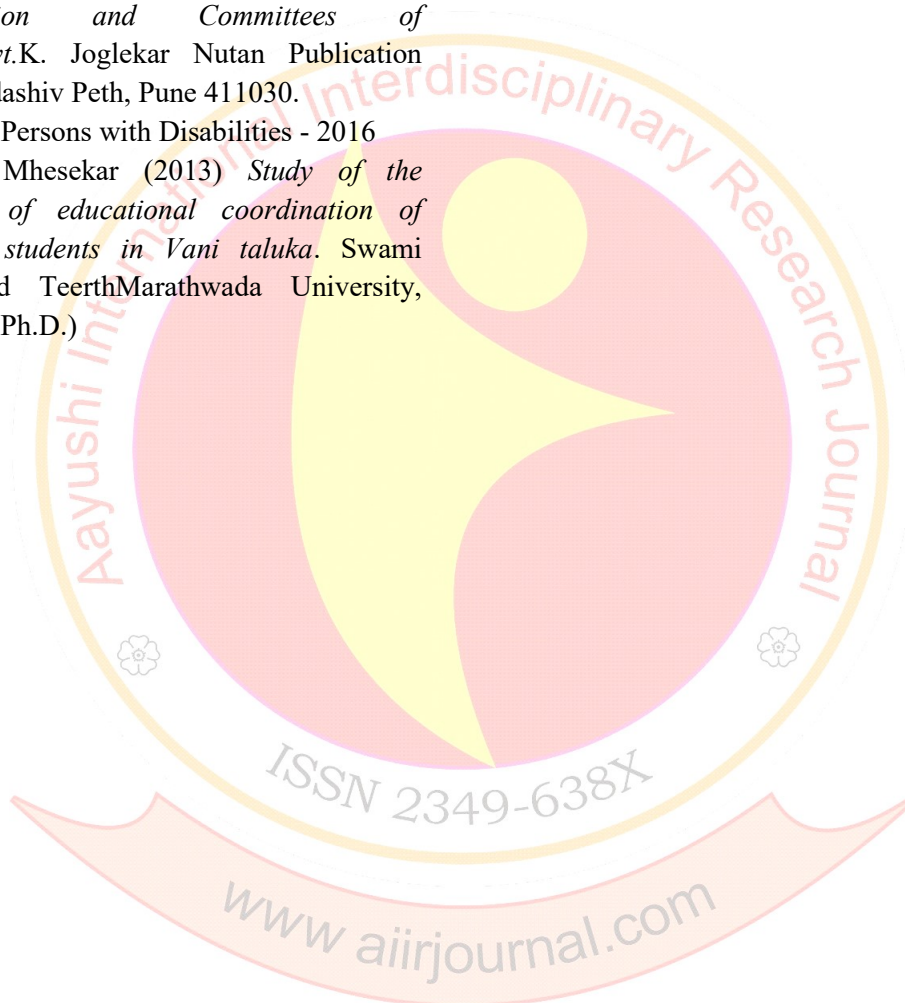 and Committees of
K. Joglekar Nutan Publication
Peth, Pune 411030.
Persons with Disabilities - 2016
Mhesekar (2013) Study of the
of educational coordination of
students in Vani taluka. Swami
TeerthMarathwada University,
Ph.D.)
Aayushi International Interdisciplinary Research Journal
ISSN 2349-638X
www aiirjournal.com